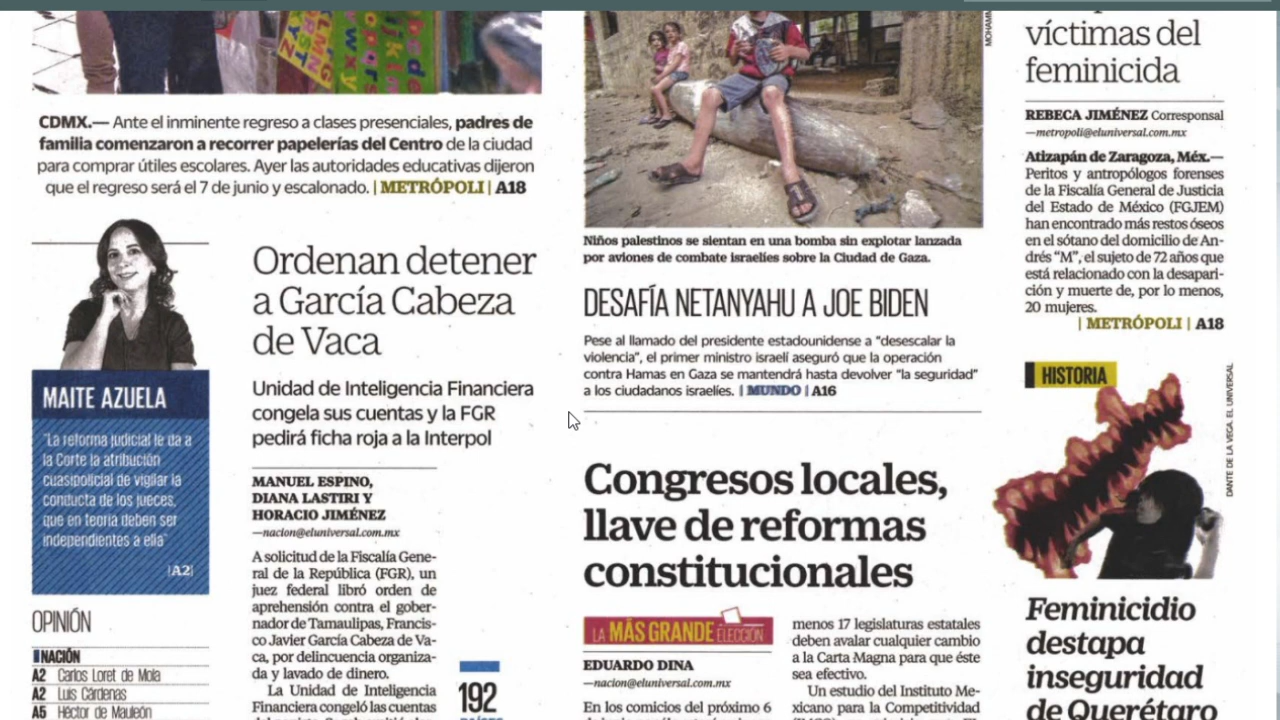 CDMX.— Ante el inminente regreso a clases presenciales, padres de
familia comenzaron a recorrer papelerías del Centro de la ciudad
para comprar útiles escolares. Ayer las autoridades educativas dijeron
que el regreso será el 7 de junio y escalonado. | METRÓPOLI | A18
MAITE AZUELA
"La reforma judicial le da a
la Corte la atribución
cuasipolicial de vigilar la
conducta de los jueces,
que en teoría deben ser
independientes a ella"
|A2|
OPINIÓN
NACIÓN
A2 Carlos Loret de Mola
A2 Luis Cárdenas
A5 Héctor de Mauleón
Ordenan detener
a García Cabeza
de Vaca
Unidad de Inteligencia Financiera
congela sus cuentas y la FGR
pedirá ficha roja a la Interpol
MANUEL ESPINO,
DIANA LASTIRI Y
HORACIO JIMÉNEZ
—nacion@eluniversal.com.mx
A solicitud de la Fiscalía Gene-
ral de la República (FGR), un
juez federal libró orden de
aprehensión contra el gober-
nador de Tamaulipas, Francis-
co Javier García Cabeza de Va-
ca, por delincuencia organiza-
da y lavado de dinero.
La Unidad de Inteligencia
Financiera congeló las cuentas
192
PAÍSES
Niños palestinos se sientan en una bomba sin explotar lanzada
por aviones de combate israelíes sobre la Ciudad de Gaza.
DESAFÍA NETANYAHU A JOE BIDEN
Pese al llamado del presidente estadounidense a "desescalar la
violencia", el primer ministro israelí aseguró que la operación
contra Hamas en Gaza se mantendrá hasta devolver "la seguridad"
a los ciudadanos israelíes. | MUNDO | A16
Congresos locales,
llave de reformas
constitucionales
LA MÁS GRANDE ELECCIÓN
EDUARDO DINA
—nacion@eluniversal.com.mx
En los comicios del próximo 6
menos 17 legislaturas estatales
deben avalar cualquier cambio
a la Carta Magna para que éste
sea efectivo.
Un estudio del Instituto Me-
xicano para la Competitividad
víctimas del
feminicida
REBECA JIMÉNEZ Corresponsal
—metropoli@eluniversal.com.mx
Atizapán de Zaragoza, Méx.—
Peritos y antropólogos forenses
de la Fiscalía General de Justicia
del Estado de México (FGJEM)
han encontrado más restos óseos
en el sótano del domicilio de An-
drés “M”, el sujeto de 72 años que
está relacionado con la desapari-
ción y muerte de, por lo menos,
20 mujeres.
| METRÓPOLI | A18
HISTORIA
DANTE DE LA VEGA. EL UNIVERSAL
Feminicidio
destapa
inseguridad
de Querétaro